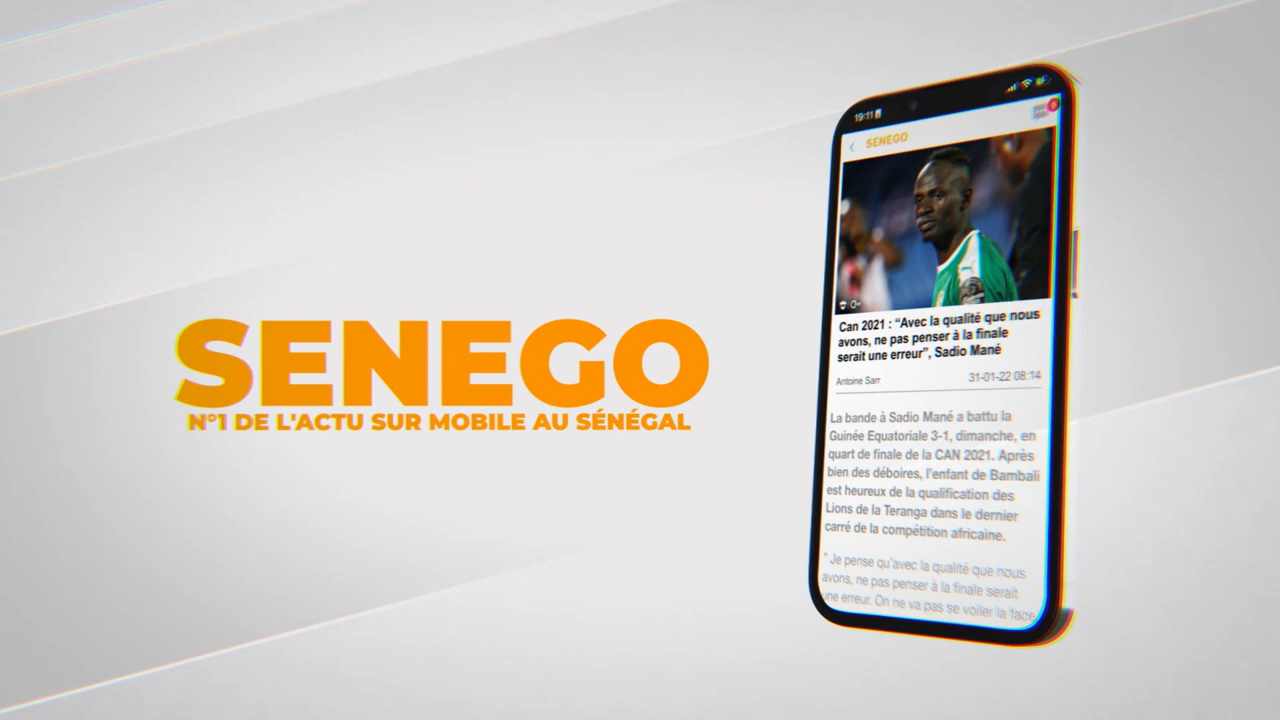 SENEGO
N°1 DE L'ACTU SUR MOBILE AU SÉNÉGAL
19:11
0
SENEGO
Can 2021 : “Avec la qualité que nous
avons, ne pas penser à la finale
serait une erreur”, Sadio Mané
Antoine Sarr 31-01-22 08:14
La bande à Sadio Mané a battu la
Guinée Equatoriale 3-1, dimanche, en
quart de finale de la CAN 2021. Après
bien des déboires, l’enfant de Bambali
est heureux de la qualification des
Lions de la Teranga dans le dernier
carré de la compétition africaine.
" Je pense qu’avec la qualité que nous
avons, ne pas penser à la finale serait
une erreur. On ne va pas se voiler la face